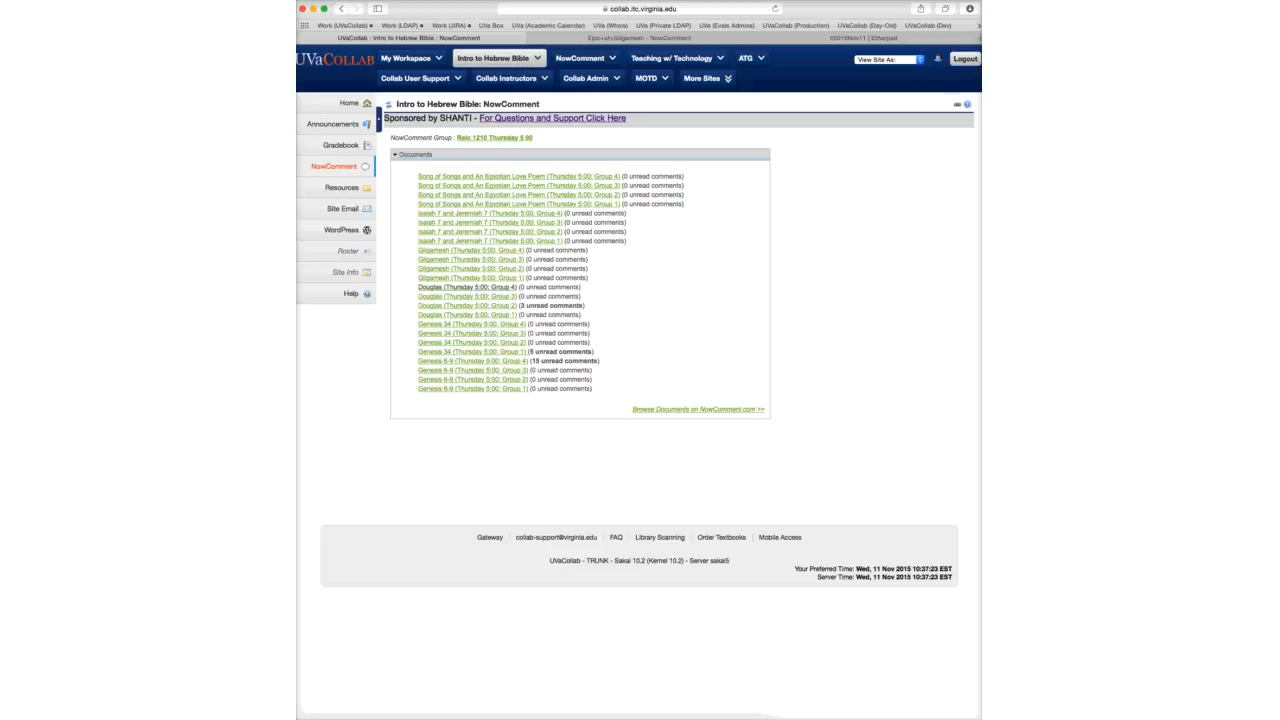 collab.itc.virginia.edu
Work (UVaCollab) Work (LDAP) Work (JIRA) UVa Box UVa (Academic Calendar) UVa (Whois) UVa (Private LDAP) UVa (Evals Admins) UVaCollab (Production) UVaCollab (Day-Old) UVaCollab (Dev)
UVaCollab : Intro to Hebrew Bible : NowComment Epic+of+Gilgamesh - NowComment Etherpad
UVACOLLAB My Workspace Intro to Hebrew Bible NowComment Teaching w/ Technology ATG View Site As: Logout
Collab User Support Collab Instructors Collab Admin MOTD More Sites
Home
Announcements
Gradebook
NowComment
Resources
Site Email
WordPress
Roster
Site Info
Help
Intro to Hebrew Bible: NowComment
Sponsored by SHANTI - For Questions and Support Click Here
NowComment Group : Relc 1210 Thursday 5 00
Documents
Song of Songs and An Egyptian Love Poem (Thursday 5:00; Group 4) (0 unread comments)
Song of Songs and An Egyptian Love Poem (Thursday 5:00; Group 3) (0 unread comments)
Song of Songs and An Egyptian Love Poem (Thursday 5:00; Group 2) (0 unread comments)
Song of Songs and An Egyptian Love Poem (Thursday 5:00; Group 1) (0 unread comments)
Isaiah 7 and Jeremiah 7 (Thursday 5:00; Group 4) (0 unread comments)
Isaiah 7 and Jeremiah 7 (Thursday 5:00; Group 3) (0 unread comments)
Isaiah 7 and Jeremiah 7 (Thursday 5:00; Group 2) (0 unread comments)
Isaiah 7 and Jeremiah 7 (Thursday 5:00; Group 1) (0 unread comments)
Gilgamesh (Thursday 5:00; Group 4) (0 unread comments)
Gilgamesh (Thursday 5:00; Group 3) (0 unread comments)
Gilgamesh (Thursday 5:00; Group 2) (0 unread comments)
Gilgamesh (Thursday 5:00; Group 1) (0 unread comments)
Douglas (Thursday 5:00; Group 4) (0 unread comments)
Douglas (Thursday 5:00; Group 3) (0 unread comments)
Douglas (Thursday 5:00; Group 2) (3 unread comments)
Douglas (Thursday 5:00; Group 1) (0 unread comments)
Genesis 34 (Thursday 5:00; Group 4) (0 unread comments)
Genesis 34 (Thursday 5:00; Group 3) (0 unread comments)
Genesis 34 (Thursday 5:00; Group 2) (0 unread comments)
Genesis 34 (Thursday 5:00; Group 1) (5 unread comments)
Genesis 6-9 (Thursday 5:00; Group 4) (15 unread comments)
Genesis 6-9 (Thursday 5:00; Group 3) (0 unread comments)
Genesis 6-9 (Thursday 5:00; Group 2) (0 unread comments)
Genesis 6-9 (Thursday 5:00; Group 1) (0 unread comments)
Browse Documents on NowComment.com >>
Gateway collab-support@virginia.edu FAQ Library Scanning Order Textbooks Mobile Access
UVaCollab - TRUNK - Sakai 10.2 (Kernel 10.2) - Server sakai5
Your Preferred Time: Wed, 11 Nov 2015 10:37:23 EST
Server Time: Wed, 11 Nov 2015 10:37:23 EST